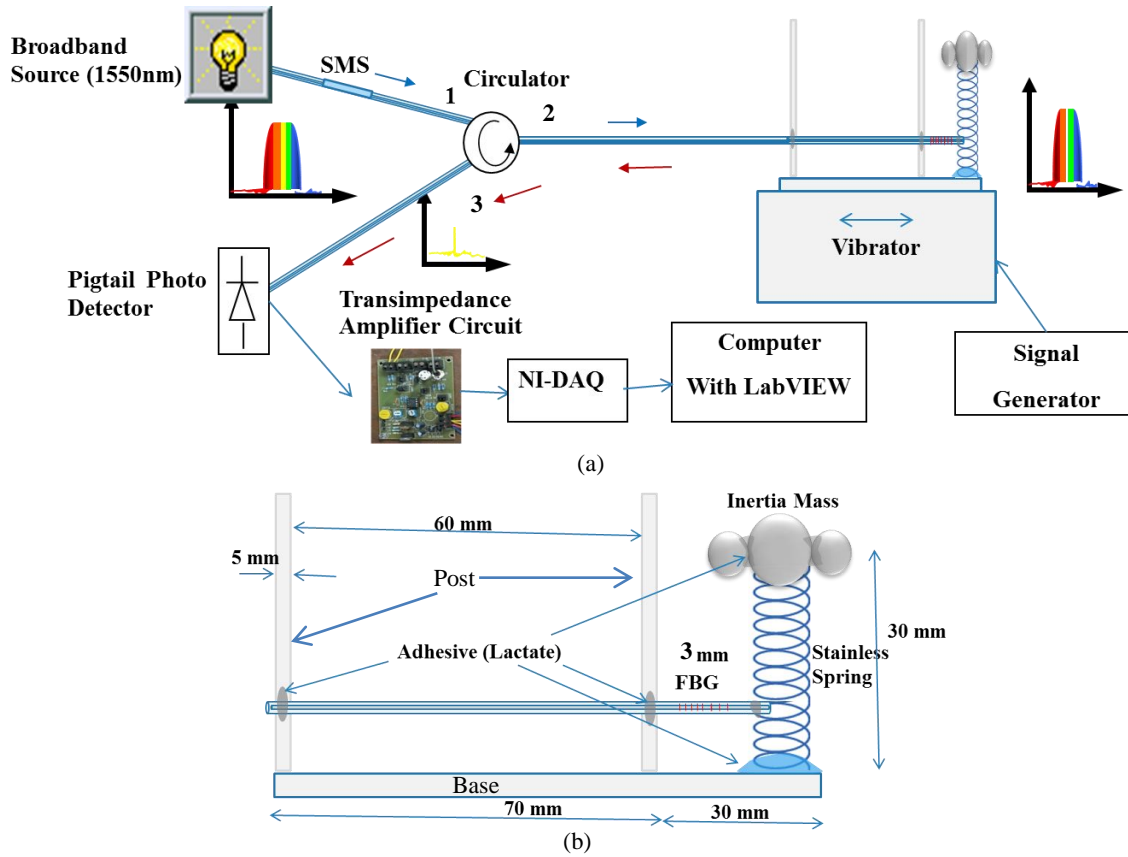 Broadband
Source (1550nm)
SMS
1
Circulator
2
3
Vibrator
Pigtail Photo
Detector
Transimpedance
Amplifier Circuit
NI-DAQ
Computer
With LabVIEW
Signal
Generator
(a)
Inertia Mass
60 mm
5 mm
Post
30 mm
Adhesive (Lactate)
3 mm
FBG
Stainless
Spring
Base
70 mm
30 mm
(b)